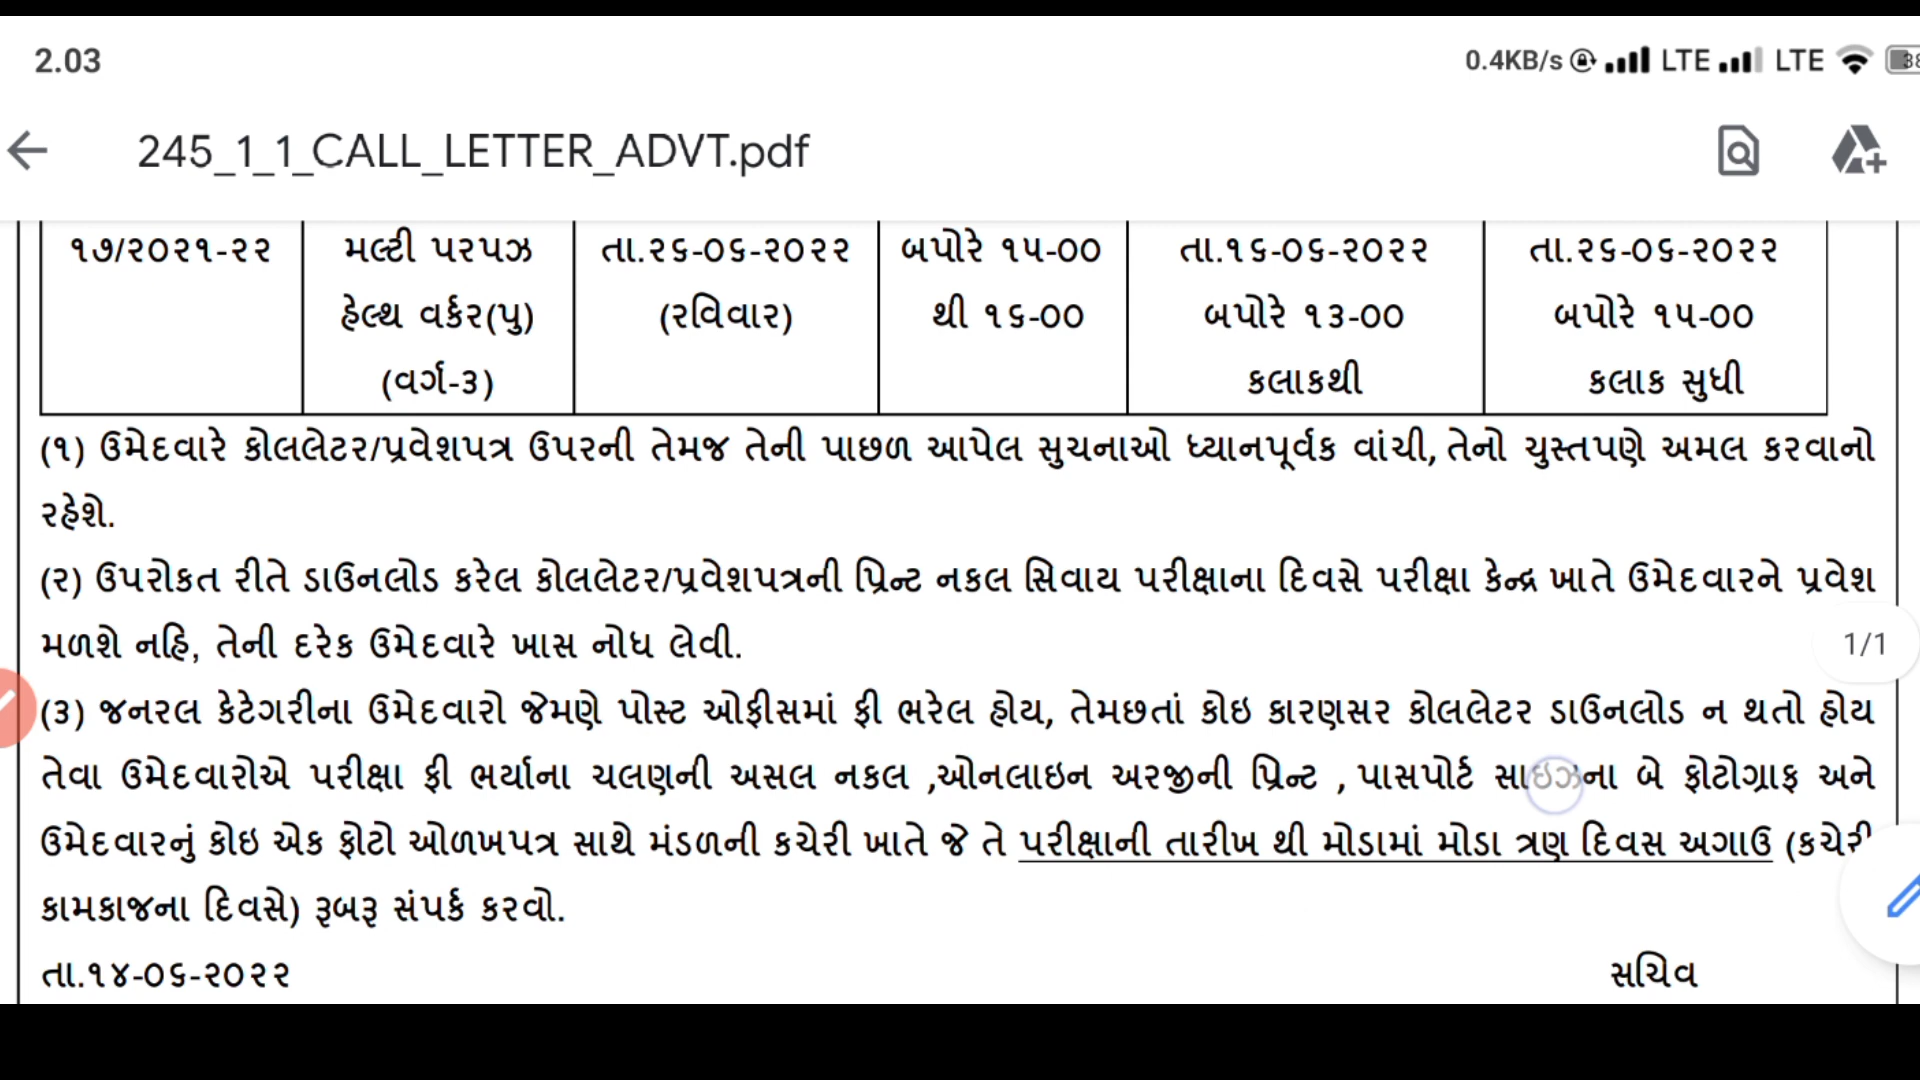 2.03 0.4KB/s LTE LTE 38
245_1_1_CALL_LETTER_ADVT.pdf
૧૭/૨૦૨૧-૨૨ મલ્ટી પરપઝ તા.૨૬-૦૬-૨૦૨૨ બપોરે ૧૫-૦૦ તા.૧૬-૦૬-૨૦૨૨ તા.૨૬-૦૬-૨૦૨૨
હેલ્થ વર્કર(પુ) (રવિવાર) થી ૧૬-૦૦ બપોરે ૧૩-૦૦ બપોરે ૧૫-૦૦
(વર્ગ-૩) કલાકથી કલાક સુધી
(૧) ઉમેદવારે કોલલેટર/પ્રવેશપત્ર ઉપરની તેમજ તેની પાછળ આપેલ સુચનાઓ ધ્યાનપૂર્વક વાંચી, તેનો ચુસ્તપણે અમલ કરવાનો
રહેશે.
(૨) ઉપરોકત રીતે ડાઉનલોડ કરેલ કોલલેટર/પ્રવેશપત્રની પ્રિન્ટ નકલ સિવાય પરીક્ષાના દિવસે પરીક્ષા કેન્દ્ર ખાતે ઉમેદવારને પ્રવેશ
મળશે નહિ, તેની દરેક ઉમેદવારે ખાસ નોધ લેવી.
1/1
(૩) જનરલ કેટેગરીના ઉમેદવારો જેમણે પોસ્ટ ઓફીસમાં ફી ભરેલ હોય, તેમછતાં કોઇ કારણસર કોલલેટર ડાઉનલોડ ન થતો હોય
તેવા ઉમેદવારોએ પરીક્ષા ફી ભર્યાના ચલણની અસલ નકલ ,ઓનલાઇન અરજીની પ્રિન્ટ , પાસપોર્ટ સાઇઝના બે ફોટોગ્રાફ અને
ઉમેદવારનું કોઇ એક ફોટો ઓળખપત્ર સાથે મંડળની કચેરી ખાતે જે તે પરીક્ષાની તારીખ થી મોડામાં મોડા ત્રણ દિવસ અગાઉ (કચેરી
કામકાજના દિવસે) રૂબરૂ સંપર્ક કરવો.
તા.૧૪-૦૬-૨૦૨૨ સચિવ